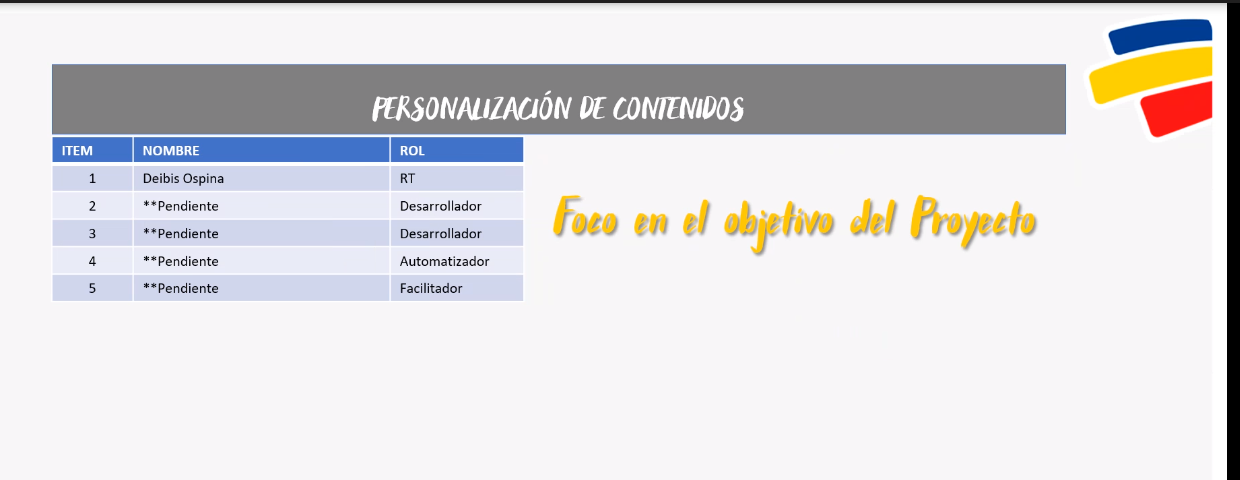 PERSONALIZACIÓN DE CONTENIDOS
ITEM NOMBRE ROL
1 Deibis Ospina RT
2 **Pendiente Desarrollador
3 **Pendiente Desarrollador
4 **Pendiente Automatizador
5 **Pendiente Facilitador
Foco en el objetivo del Proyecto